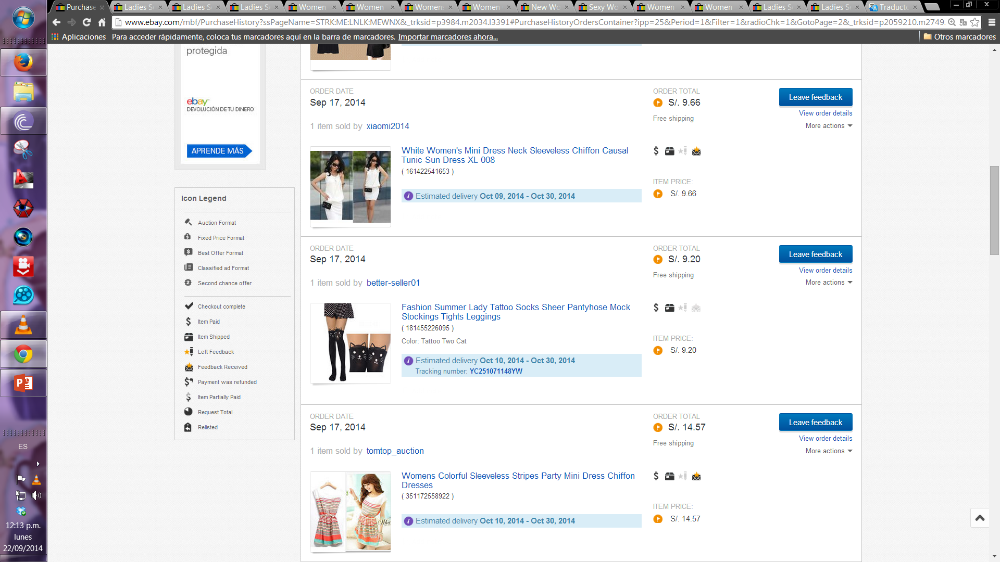 Purchase
Ladies S
Ladies S
Ladies S
Women
Women
Womens
Women
New Wo
Sexy Wo
Women
Women
Ladies S
Ladies S
Traducto
www.ebay.com/mbf/PurchaseHistory?ssPageName=STRK:ME:LNLK:MEWNX&_trksid=p3984.m2034.l3391#PurchaseHistoryOrdersContainer?ipp=25&Period=1&Filter=1&radioChk=1&GotoPage=2&_trksid=p2059210.m2749.
Aplicaciones
Para acceder rápidamente, coloca tus marcadores aquí en la barra de marcadores. Importar marcadores ahora...
Otros marcadores
protegida
ebay
DEVOLUCIÓN DE TU DINERO
APRENDE MÁS
Icon Legend
Auction Format
Fixed Price Format
Best Offer Format
Classified ad Format
Second chance offer
Checkout complete
Item Paid
Item Shipped
Left Feedback
Feedback Received
Payment was refunded
Item Partially Paid
Request Total
Relisted
ORDER DATE
Sep 17, 2014
1 item sold by xiaomi2014
ORDER TOTAL
S/. 9.66
Free shipping
Leave feedback
View order details
More actions
White Women's Mini Dress Neck Sleeveless Chiffon Causal
Tunic Sun Dress XL 008
( 161422541653 )
Estimated delivery Oct 09, 2014 - Oct 30, 2014
ITEM PRICE:
S/. 9.66
ORDER DATE
Sep 17, 2014
1 item sold by better-seller01
ORDER TOTAL
S/. 9.20
Free shipping
Leave feedback
View order details
More actions
Fashion Summer Lady Tattoo Socks Sheer Pantyhose Mock
Stockings Tights Leggings
( 181455226095 )
Color: Tattoo Two Cat
Estimated delivery Oct 10, 2014 - Oct 30, 2014
Tracking number: YC251071148YW
ITEM PRICE:
S/. 9.20
ORDER DATE
Sep 17, 2014
1 item sold by tomtop_auction
ORDER TOTAL
S/. 14.57
Free shipping
Leave feedback
View order details
More actions
Womens Colorful Sleeveless Stripes Party Mini Dress Chiffon
Dresses
( 351172558922 )
Estimated delivery Oct 10, 2014 - Oct 30, 2014
ITEM PRICE:
S/. 14.57
ES
12:13 p.m.
lunes
22/09/2014